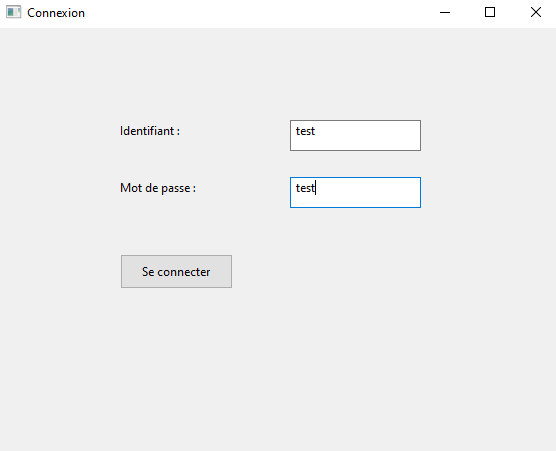 Connexion
Identifiant : test
Mot de passe : test
Se connecter